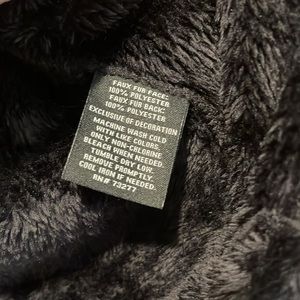 FAUX FUR FACE:
100% POLYESTER
FAUX FUR BACK:
100% POLYESTER
EXCLUSIVE OF DECORATION
MACHINE WASH COLD
WITH LIKE COLORS.
ONLY NON-CHLORINE
BLEACH WHEN NEEDED.
TUMBLE DRY LOW.
REMOVE PROMPTLY.
COOL IRON IF NEEDED.
RN# 73277